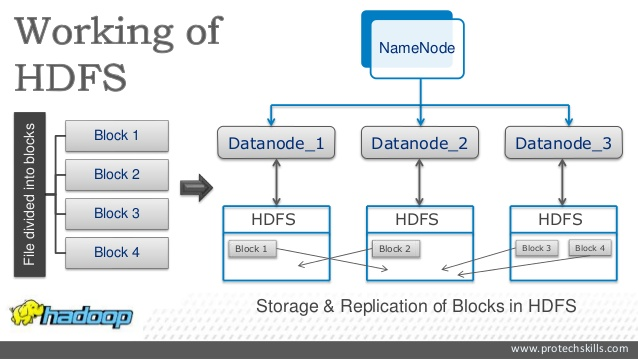 Working of
HDFS
NameNode
File divided into blocks
Block 1
Block 2
Block 3
Block 4
Datanode_1
Datanode_2
Datanode_3
HDFS
HDFS
HDFS
Block 1
Block 2
Block 3
Block 4
Storage & Replication of Blocks in HDFS
hadoop
www.protechskills.com